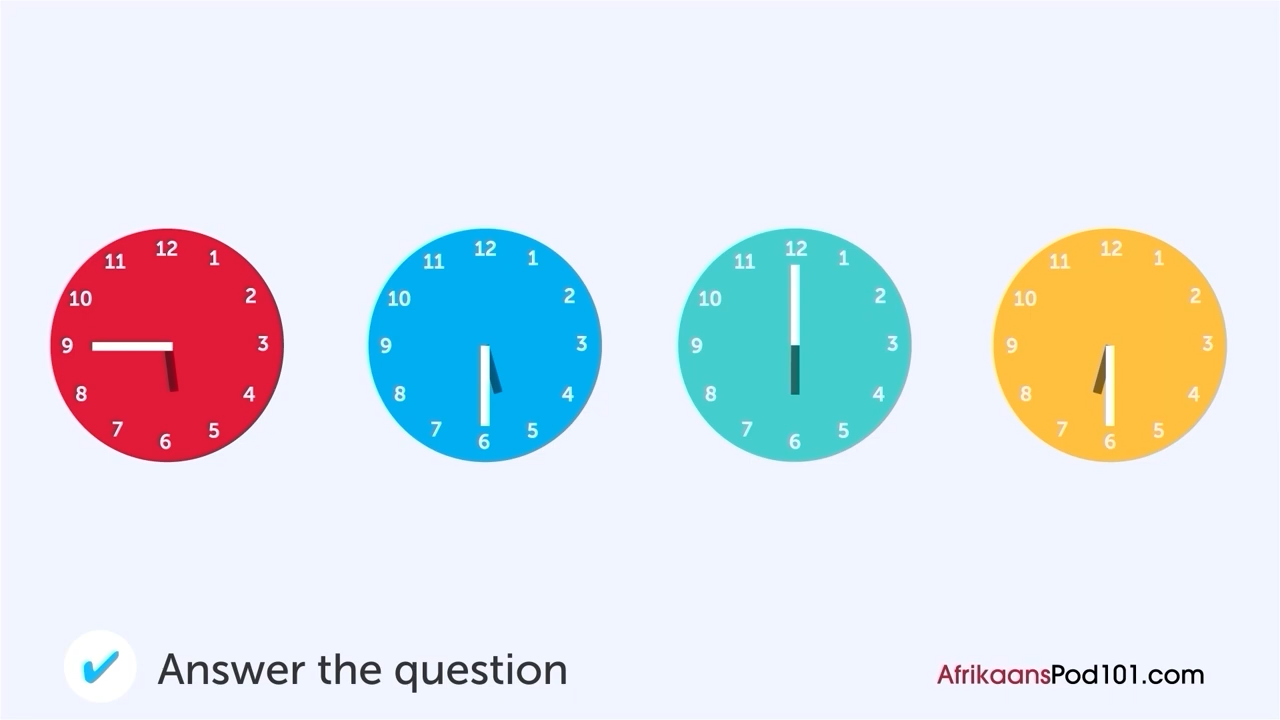 12 12 12 12
11 1 11 1 11 1 11 1
10 2 10 2 10 2 10 2
9 3 9 3 9 3 9 3
8 4 8 4 8 4 8 4
7 5 7 5 7 5 7 5
6 6 6 6
✔ Answer the question
AfrikaansPod101.com